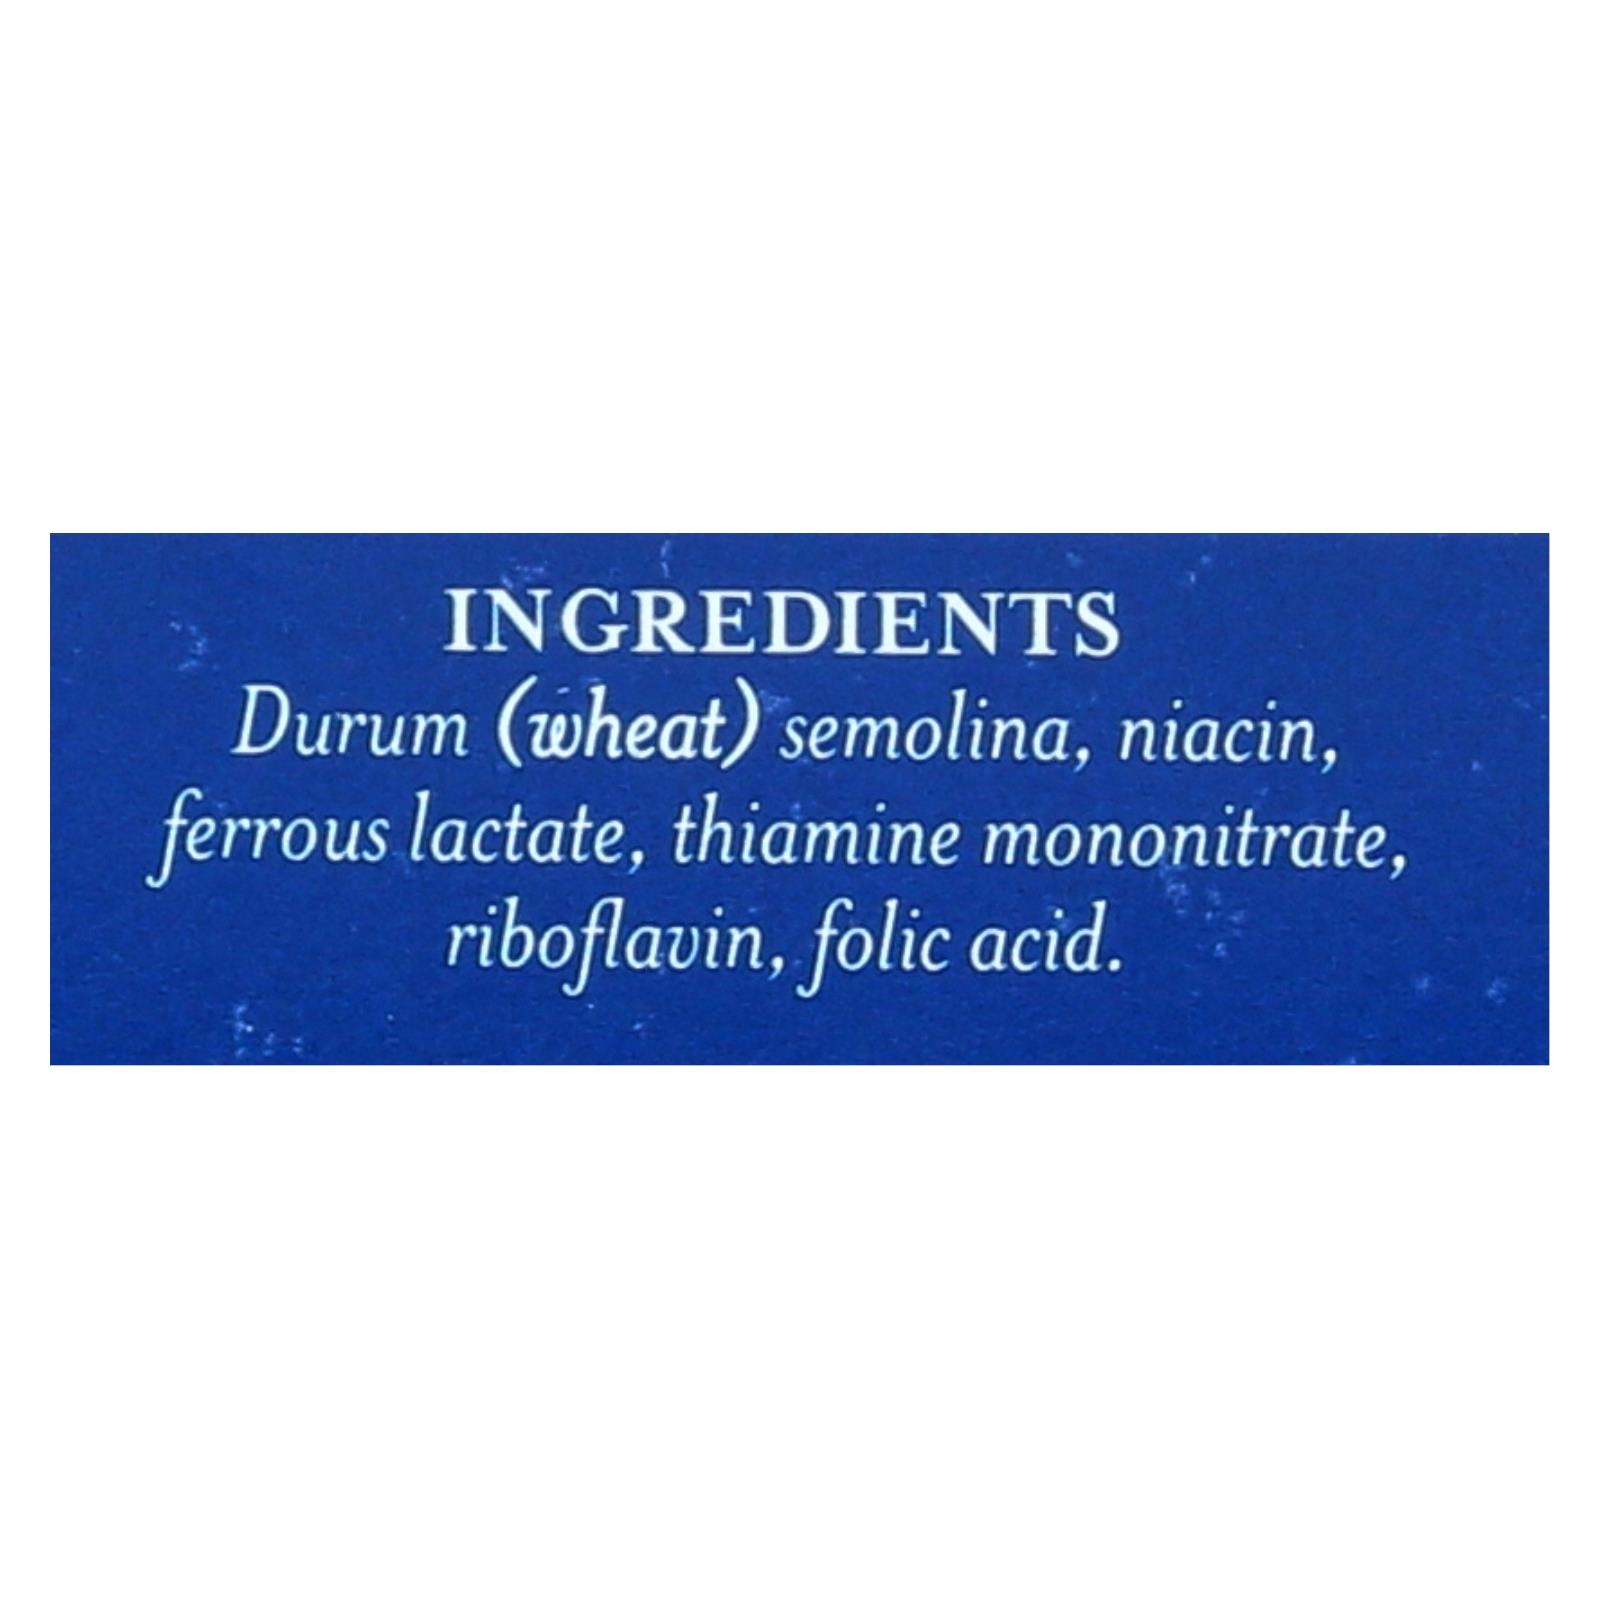 INGREDIENTS
Durum (wheat) semolina, niacin,
ferrous lactate, thiamine mononitrate,
riboflavin, folic acid.